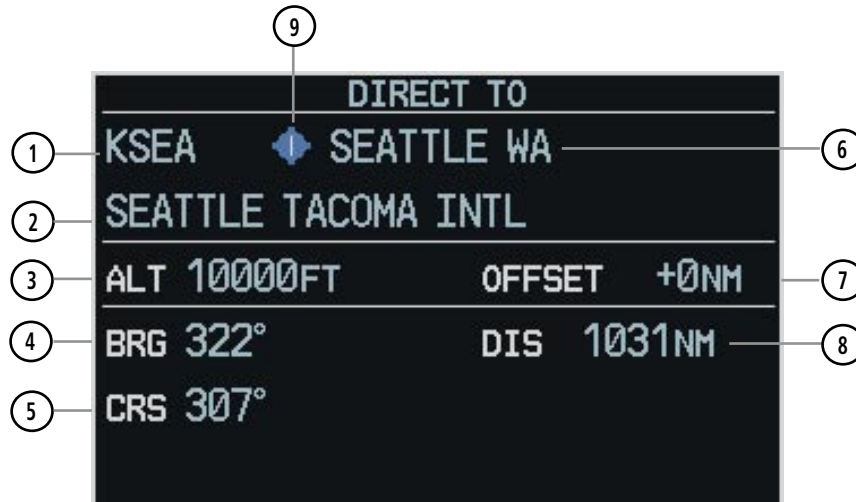 9
DIRECT TO
1 KSEA SEATTLE WA 6
2 SEATTLE TACOMA INTL
3 ALT 10000FT OFFSET +0NM 7
4 BRG 322° DIS 1031NM 8
5 CRS 307°